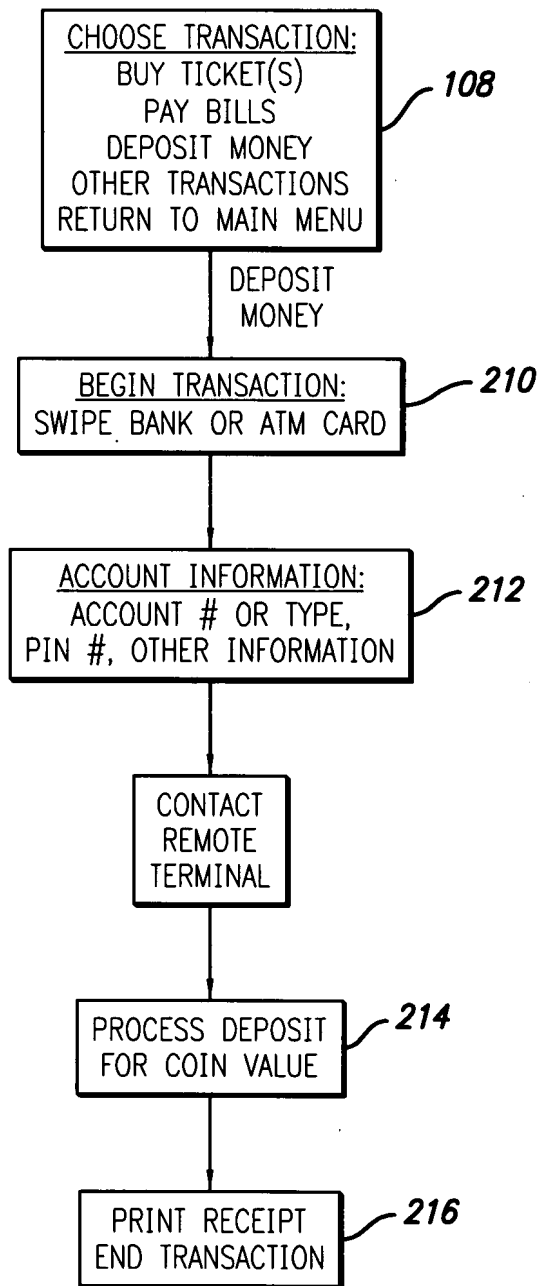 CHOOSE TRANSACTION:
BUY TICKET(S)
PAY BILLS
DEPOSIT MONEY
OTHER TRANSACTIONS
RETURN TO MAIN MENU
108
DEPOSIT
MONEY
BEGIN TRANSACTION:
SWIPE BANK OR ATM CARD
210
ACCOUNT INFORMATION:
ACCOUNT # OR TYPE,
PIN #, OTHER INFORMATION
212
CONTACT
REMOTE
TERMINAL
PROCESS DEPOSIT
FOR COIN VALUE
214
PRINT RECEIPT
END TRANSACTION
216